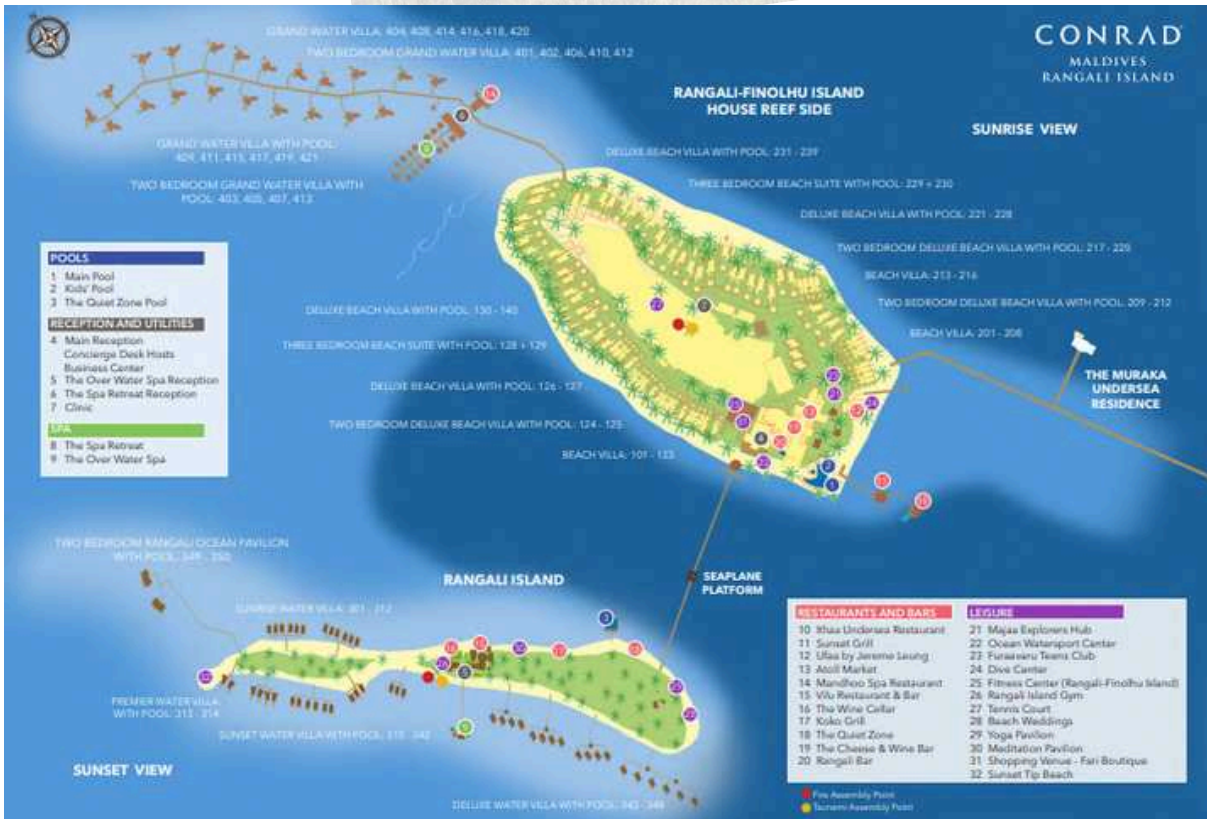 CONRAD
MALDIVES
RANGALI ISLAND
GRAND WATER VILLA: 404, 408, 414, 416, 418, 420
TWO BEDROOM GRAND WATER VILLA: 401, 402, 406, 410, 412
RANGALI-FINOLHU ISLAND
HOUSE REEF SIDE
SUNRISE VIEW
GRAND WATER VILLA WITH POOL:
409, 411, 415, 417, 419, 421
TWO BEDROOM GRAND WATER VILLA WITH
POOL: 403, 405, 407, 413
DELUXE BEACH VILLA WITH POOL: 231 - 239
THREE BEDROOM BEACH SUITE WITH POOL: 229 + 230
DELUXE BEACH VILLA WITH POOL: 221 - 228
TWO BEDROOM DELUXE BEACH VILLA WITH POOL: 217 - 220
BEACH VILLA: 213 - 216
TWO BEDROOM DELUXE BEACH VILLA WITH POOL: 209 - 212
BEACH VILLA: 201 - 208
THE MURAKA
UNDERSEA
RESIDENCE
POOLS
1 Main Pool
2 Kids' Pool
3 The Quiet Zone Pool
RECEPTION AND UTILITIES
4 Main Reception
Concierge Desk Hosts
Business Center
5 The Over Water Spa Reception
6 The Spa Retreat Reception
7 Clinic
SPA
8 The Spa Retreat
9 The Over Water Spa
DELUXE BEACH VILLA WITH POOL: 130 - 140
THREE BEDROOM BEACH SUITE WITH POOL: 128 + 129
DELUXE BEACH VILLA WITH POOL: 126 - 127
TWO BEDROOM DELUXE BEACH VILLA WITH POOL: 124 - 125
BEACH VILLA: 101 - 123
TWO BEDROOM RANGALI OCEAN PAVILION
WITH POOL: 349 - 350
RANGALI ISLAND
SEAPLANE
PLATFORM
SUNRISE WATER VILLA: 301 - 312
PREMIER WATER VILLA
WITH POOL: 313 - 314
SUNSET WATER VILLA WITH POOL: 315 - 342
SUNSET VIEW
DELUXE WATER VILLA WITH POOL: 343 - 348
RESTAURANTS AND BARS
10 Ithaa Undersea Restaurant
11 Sunset Grill
12 Ufaa by Jereme Leung
13 Atoll Market
14 Mandhoo Spa Restaurant
15 Vilu Restaurant & Bar
16 The Wine Cellar
17 Koko Grill
18 The Quiet Zone
19 The Cheese & Wine Bar
20 Rangali Bar
LEISURE
21 Majaa Explorers Hub
22 Ocean Watersport Center
23 Furaavaru Teens Club
24 Dive Center
25 Fitness Center (Rangali-Finolhu Island)
26 Rangali Island Gym
27 Tennis Court
28 Beach Weddings
29 Yoga Pavilion
30 Meditation Pavilion
31 Shopping Venue - Fari Boutique
32 Sunset Tip Beach
Fire Assembly Point
Tsunami Assembly Point